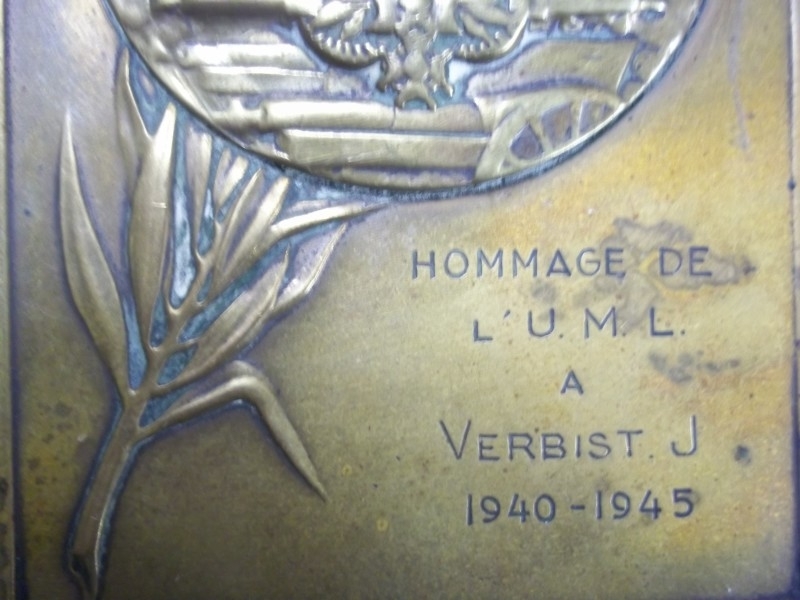 HOMMAGE DE
L'U.M.L.
A
VERBIST. J
1940-1945